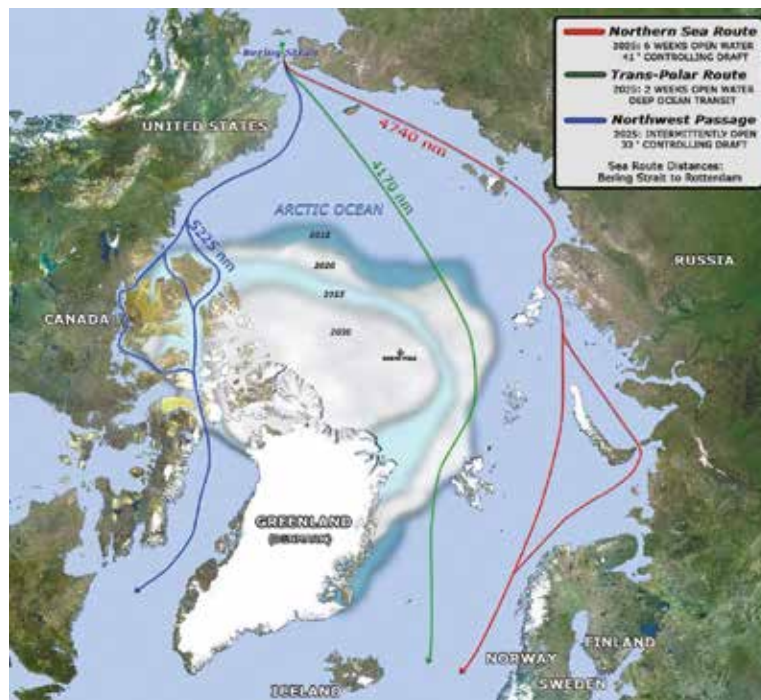 Northern Sea Route
2025: 6 WEEKS OPEN WATER
41' CONTROLLING DRAFT
Trans-Polar Route
2025: 2 WEEKS OPEN WATER
DEEP OCEAN TRANSIT
Northwest Passage
2025: INTERMITTENTLY OPEN
33' CONTROLLING DRAFT
Sea Route Distances:
Bering Strait to Rotterdam
Bering Strait
UNITED STATES
4740 nm
4170 nm
ARCTIC OCEAN
5225 nm
2012
2020
2025
2030
RUSSIA
CANADA
NORTH POLE
GREENLAND
(DENMARK)
FINLAND
NORWAY
SWEDEN
ICELAND